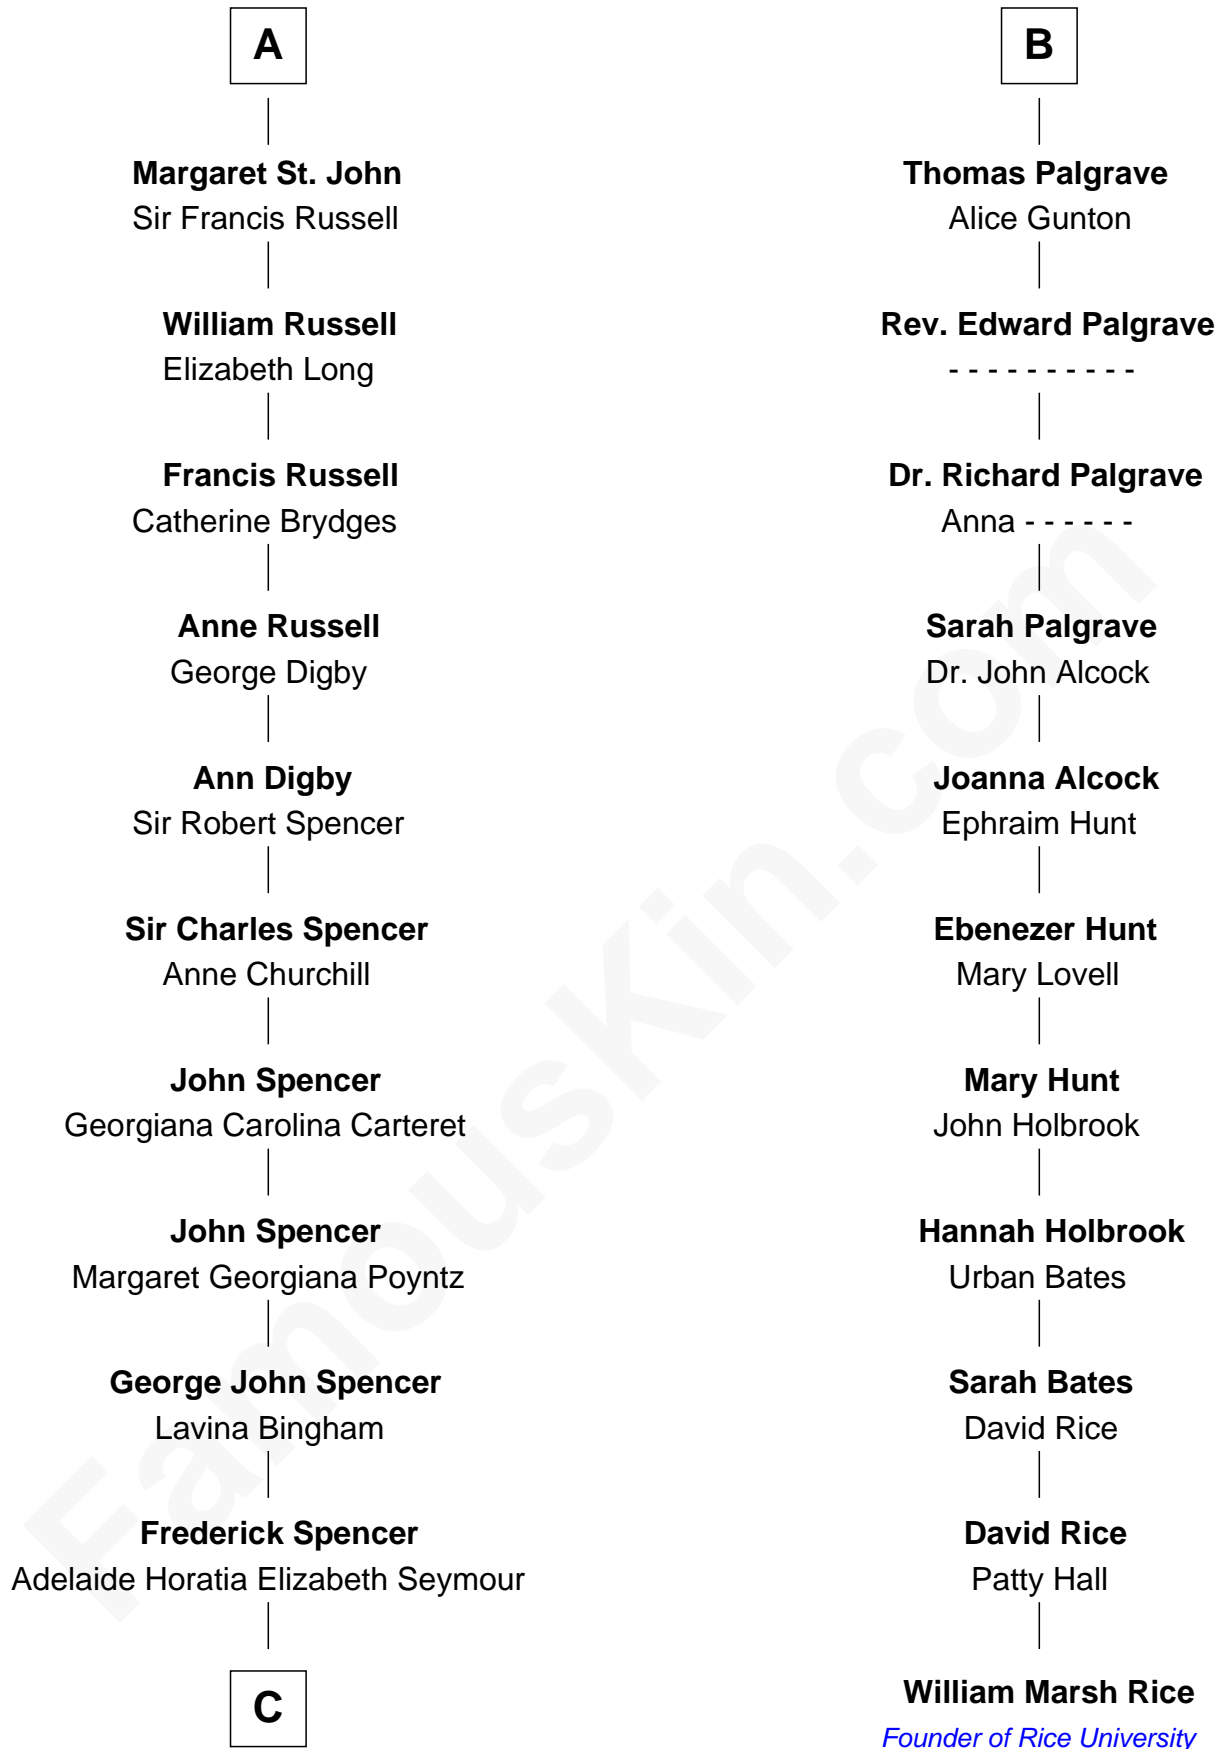 A
Margaret St. John
Sir Francis Russell
William Russell
Elizabeth Long
Francis Russell
Catherine Brydges
Anne Russell
George Digby
Ann Digby
Sir Robert Spencer
Sir Charles Spencer
Anne Churchill
John Spencer
Georgiana Carolina Carteret
John Spencer
Margaret Georgiana Poyntz
George John Spencer
Lavina Bingham
Frederick Spencer
Adelaide Horatia Elizabeth Seymour
C
B
Thomas Palgrave
Alice Gunton
Rev. Edward Palgrave
- - - - - - - - - -
Dr. Richard Palgrave
Anna - - - - - -
Sarah Palgrave
Dr. John Alcock
Joanna Alcock
Ephraim Hunt
Ebenezer Hunt
Mary Lovell
Mary Hunt
John Holbrook
Hannah Holbrook
Urban Bates
Sarah Bates
David Rice
David Rice
Patty Hall
William Marsh Rice
Founder of Rice University
FamousKin.com